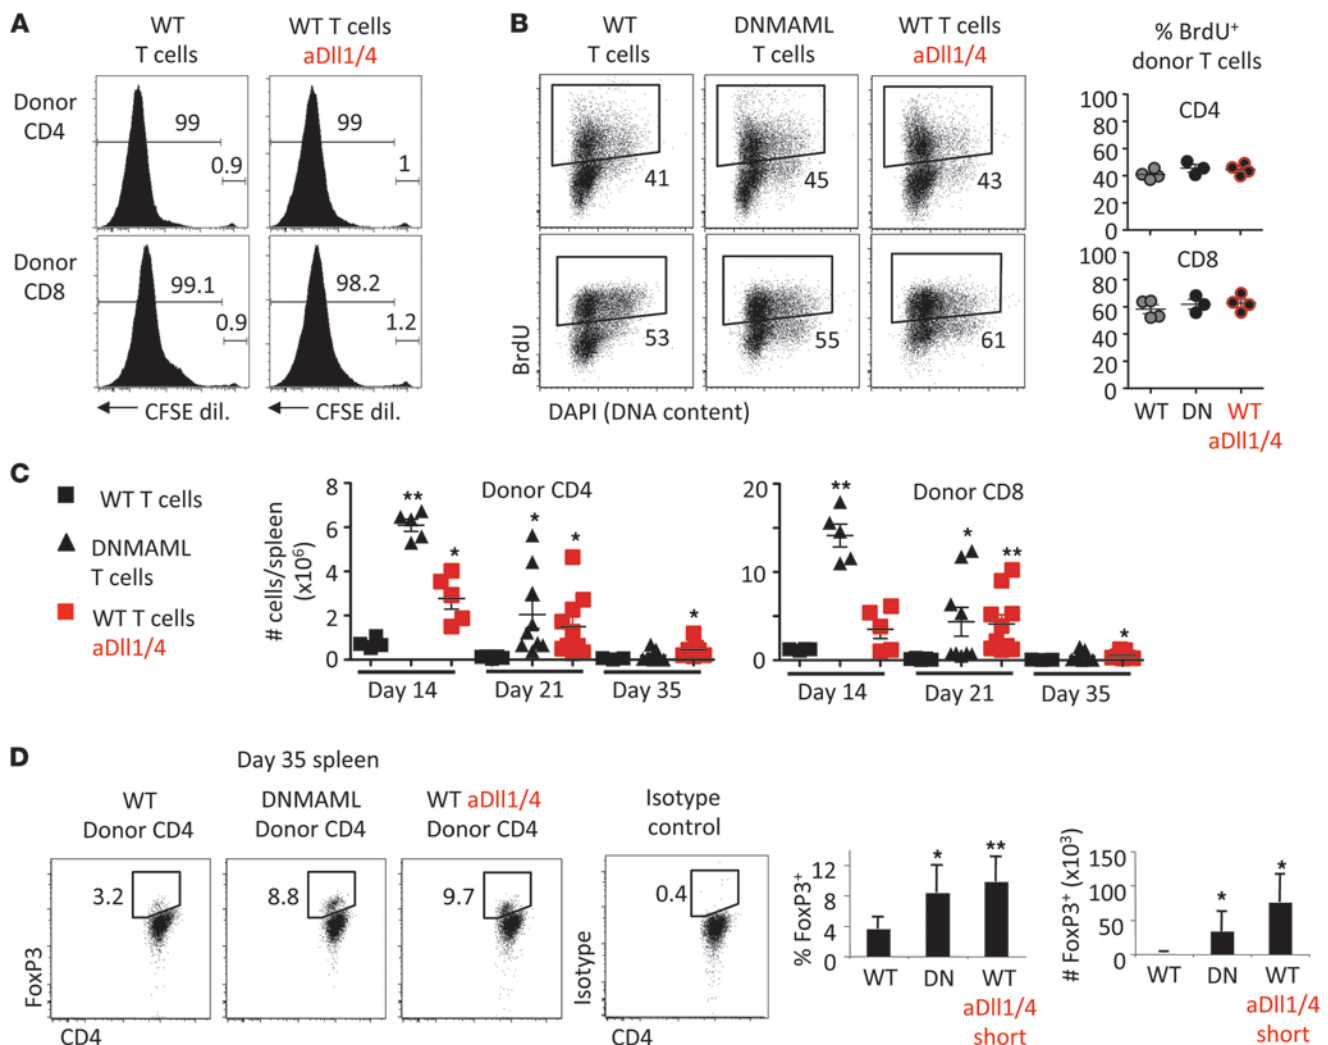 A
WT
T cells
WT T cells
aDll1/4
Donor
CD4
99
0.9
99
1
Donor
CD8
99.1
0.9
98.2
1.2
← CFSE dil.
← CFSE dil.
B
WT
T cells
DNMAML
T cells
WT T cells
aDll1/4
41
45
43
53
55
61
BrdU
DAPI (DNA content)
% BrdU+
donor T cells
CD4
100
80
60
40
20
0
CD8
100
80
60
40
20
0
WT
DN
WT
aDll1/4
C
WT T cells
DNMAML
T cells
WT T cells
aDll1/4
# cells/spleen
(x10⁶)
Donor CD4
8
6
4
2
0
**
*
*
*
*
Day 14
Day 21
Day 35
Donor CD8
20
10
0
**
*
**
*
Day 14
Day 21
Day 35
D
Day 35 spleen
WT
Donor CD4
DNMAML
Donor CD4
WT aDll1/4
Donor CD4
Isotype
control
3.2
8.8
9.7
0.4
FoxP3
CD4
Isotype
CD4
% FoxP3+
12
8
4
0
*
**
WT
DN
WT
aDll1/4
short
# FoxP3+ (x10³)
150
100
50
0
*
*
WT
DN
WT
aDll1/4
short